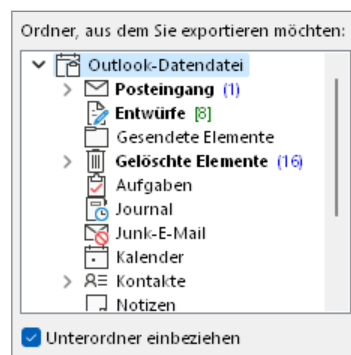 Ordner, aus dem Sie exportieren möchten:
Outlook-Datendatei
Posteingang (1)
Entwürfe [8]
Gesendete Elemente
Gelöschte Elemente (16)
Aufgaben
Journal
Junk-E-Mail
Kalender
Kontakte
Notizen
Unterordner einbeziehen